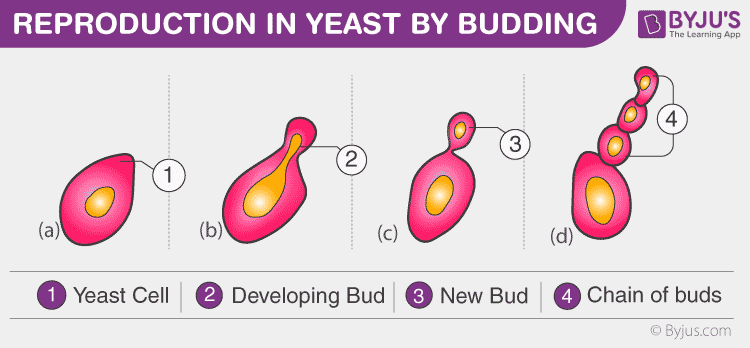 REPRODUCTION IN YEAST BY BUDDING
B BYJU'S
The Learning App
1
2
3
4
(a)
(b)
(c)
(d)
1 Yeast Cell
2 Developing Bud
3 New Bud
4 Chain of buds
© Byjus.com